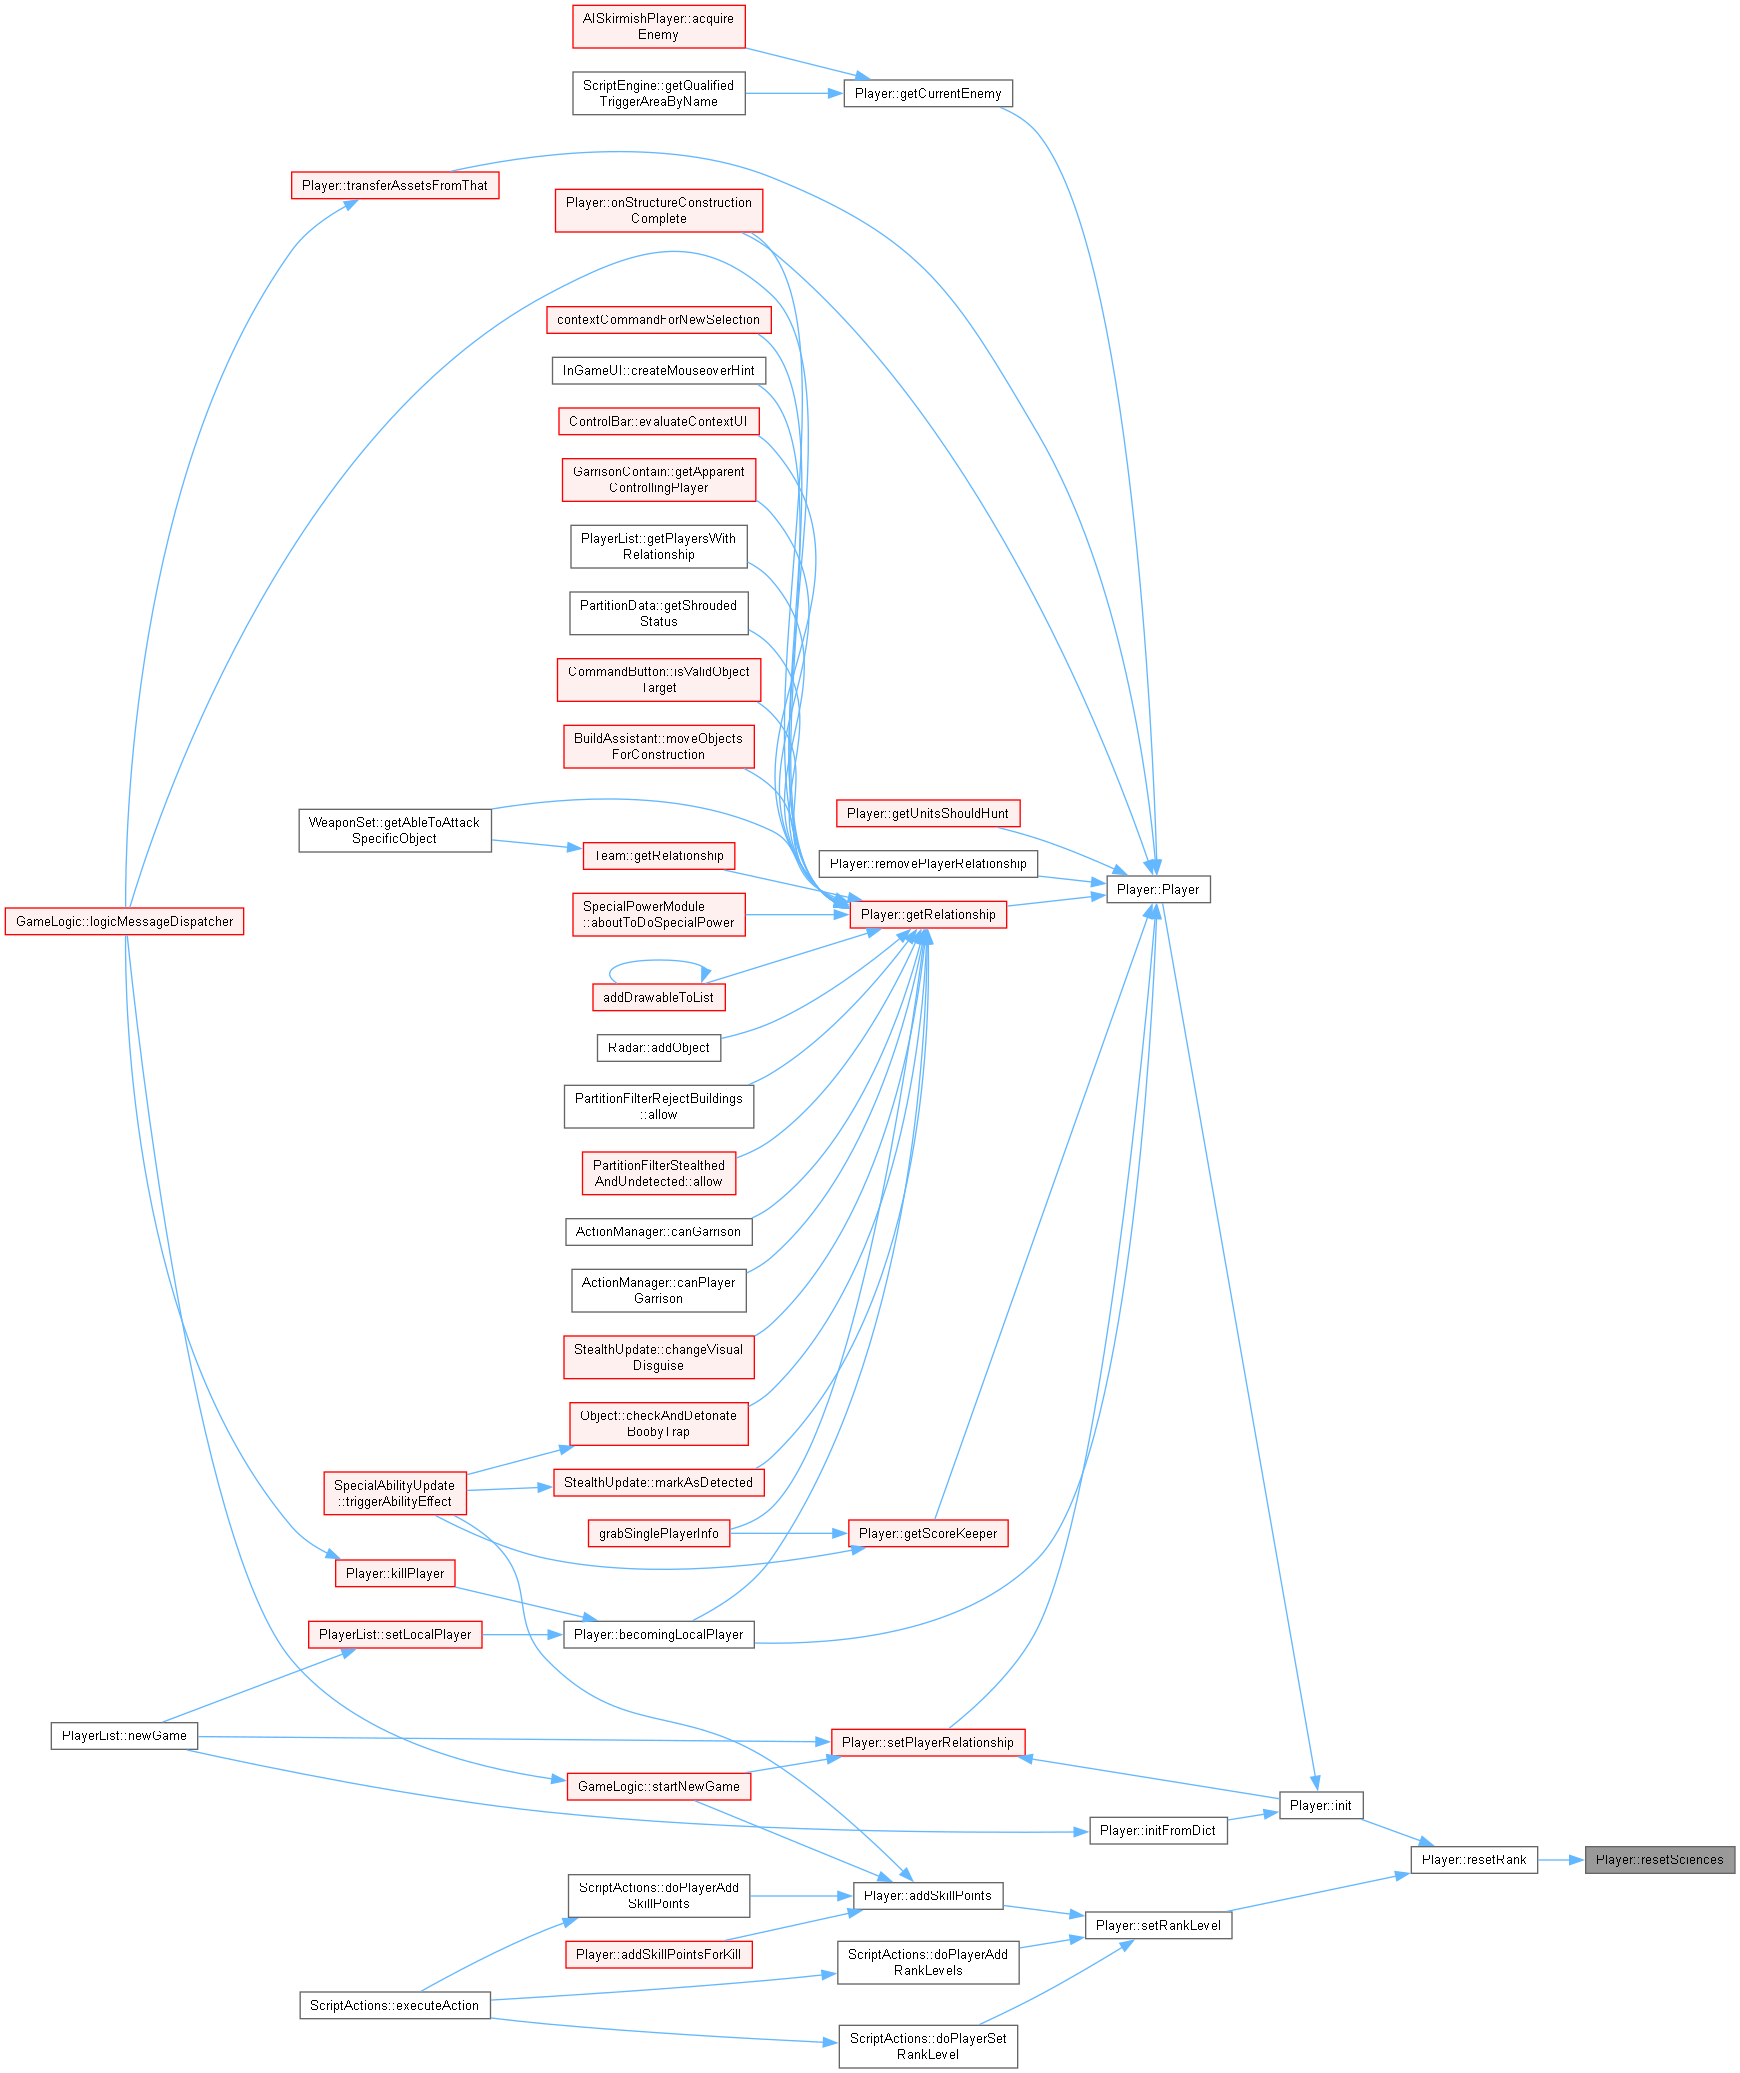 AISkirmishPlayer::acquire
Enemy
ScriptEngine::getQualified
TriggerAreaByName
Player::getCurrentEnemy
Player::transferAssetsFromThat
Player::onStructureConstruction
Complete
contextCommandForNewSelection
InGameUI::createMouseoverHint
ControlBar::evaluateContextUI
GarrisonContain::getApparent
ControllingPlayer
PlayerList::getPlayersWith
Relationship
PartitionData::getShrouded
Status
CommandButton::isValidObject
Target
BuildAssistant::moveObjects
ForConstruction
WeaponSet::getAbleToAttack
SpecificObject
Player::getUnitsShouldHunt
Team::getRelationship
Player::removePlayerRelationship
Player::Player
GameLogic::logicMessageDispatcher
SpecialPowerModule
::aboutToDoSpecialPower
Player::getRelationship
addDrawableToList
Radar::addObject
PartitionFilterRejectBuildings
::allow
PartitionFilterStealthed
AndUndetected::allow
ActionManager::canGarrison
ActionManager::canPlayer
Garrison
StealthUpdate::changeVisual
Disguise
Object::checkAndDetonate
BoobyTrap
SpecialAbilityUpdate
::triggerAbilityEffect
StealthUpdate::markAsDetected
grabSinglePlayerInfo
Player::getScoreKeeper
Player::killPlayer
PlayerList::setLocalPlayer
Player::becomingLocalPlayer
PlayerList::newGame
Player::setPlayerRelationship
GameLogic::startNewGame
Player::init
Player::initFromDict
Player::resetRank
Player::resetSciences
ScriptActions::doPlayerAdd
SkillPoints
Player::addSkillPoints
Player::setRankLevel
Player::addSkillPointsForKill
ScriptActions::doPlayerAdd
RankLevels
ScriptActions::executeAction
ScriptActions::doPlayerSet
RankLevel